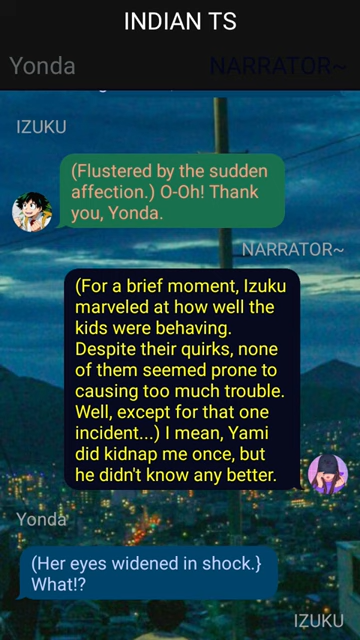 INDIAN TS
Yonda
NARRATOR~
IZUKU
(Flustered by the sudden
affection.) O-Oh! Thank
you, Yonda.
NARRATOR~
(For a brief moment, Izuku
marveled at how well the
kids were behaving.
Despite their quirks, none
of them seemed prone to
causing too much trouble.
Well, except for that one
incident...) I mean, Yami
did kidnap me once, but
he didn't know any better.
Yonda
(Her eyes widened in shock.}
What!?
IZUKU